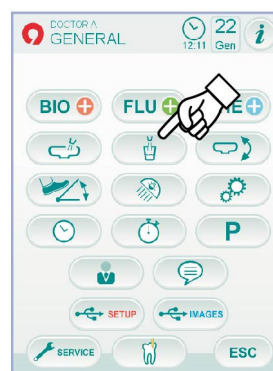 DOCTOR A
GENERAL
12:11
22
Gen
i
BIO
FLU
E
P
SETUP
IMAGES
SERVICE
ESC